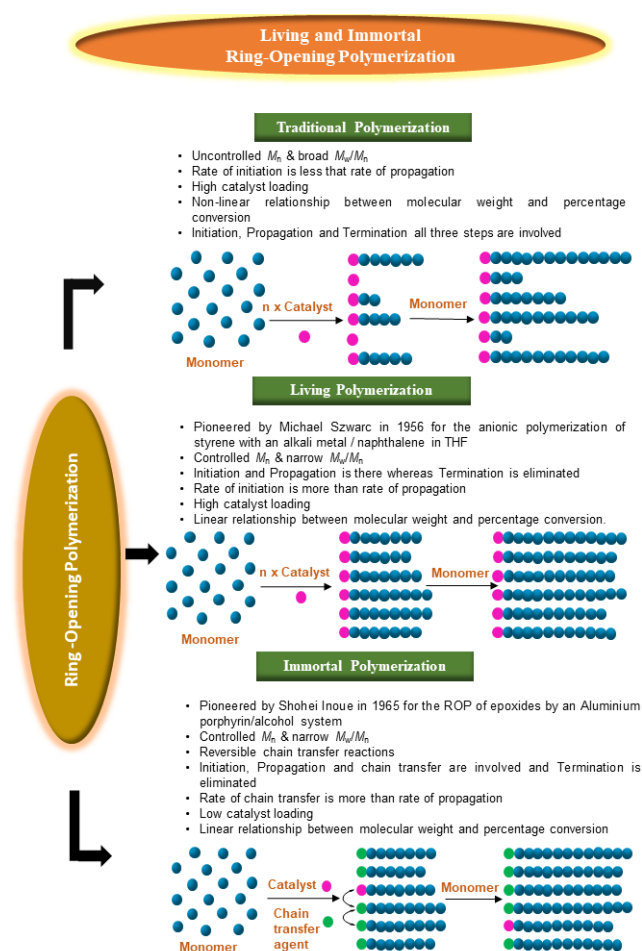 Living and Immortal
Ring-Opening Polymerization
Traditional Polymerization
• Uncontrolled Mn & broad Mw/Mn
• Rate of initiation is less that rate of propagation
• High catalyst loading
• Non-linear relationship between molecular weight and percentage
conversion
• Initiation, Propagation and Termination all three steps are involved
n x Catalyst
Monomer
Monomer
Living Polymerization
• Pioneered by Michael Szwarc in 1956 for the anionic polymerization of
styrene with an alkali metal / naphthalene in THF
• Controlled Mn & narrow Mw/Mn
• Initiation and Propagation is there whereas Termination is eliminated
• Rate of initiation is more than rate of propagation
• High catalyst loading
• Linear relationship between molecular weight and percentage conversion.
Ring -Opening Polymerization
n x Catalyst
Monomer
Monomer
Immortal Polymerization
• Pioneered by Shohei Inoue in 1965 for the ROP of epoxides by an Aluminium
porphyrin/alcohol system
• Controlled Mn & narrow Mw/Mn
• Reversible chain transfer reactions
• Initiation, Propagation and chain transfer are involved and Termination is
eliminated
• Rate of chain transfer is more than rate of propagation
• Low catalyst loading
• Linear relationship between molecular weight and percentage conversion
Catalyst
Monomer
Chain
transfer
agent
Monomer